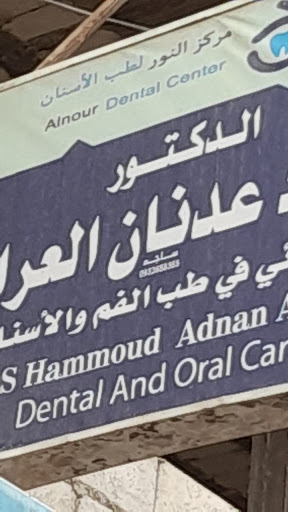 مركز النور لطب الأسنان
Alnour Dental Center
الدكتور
عدنان العرا
في طب الفم والأسنا
S Hammoud Adnan A
Dental And Oral Car